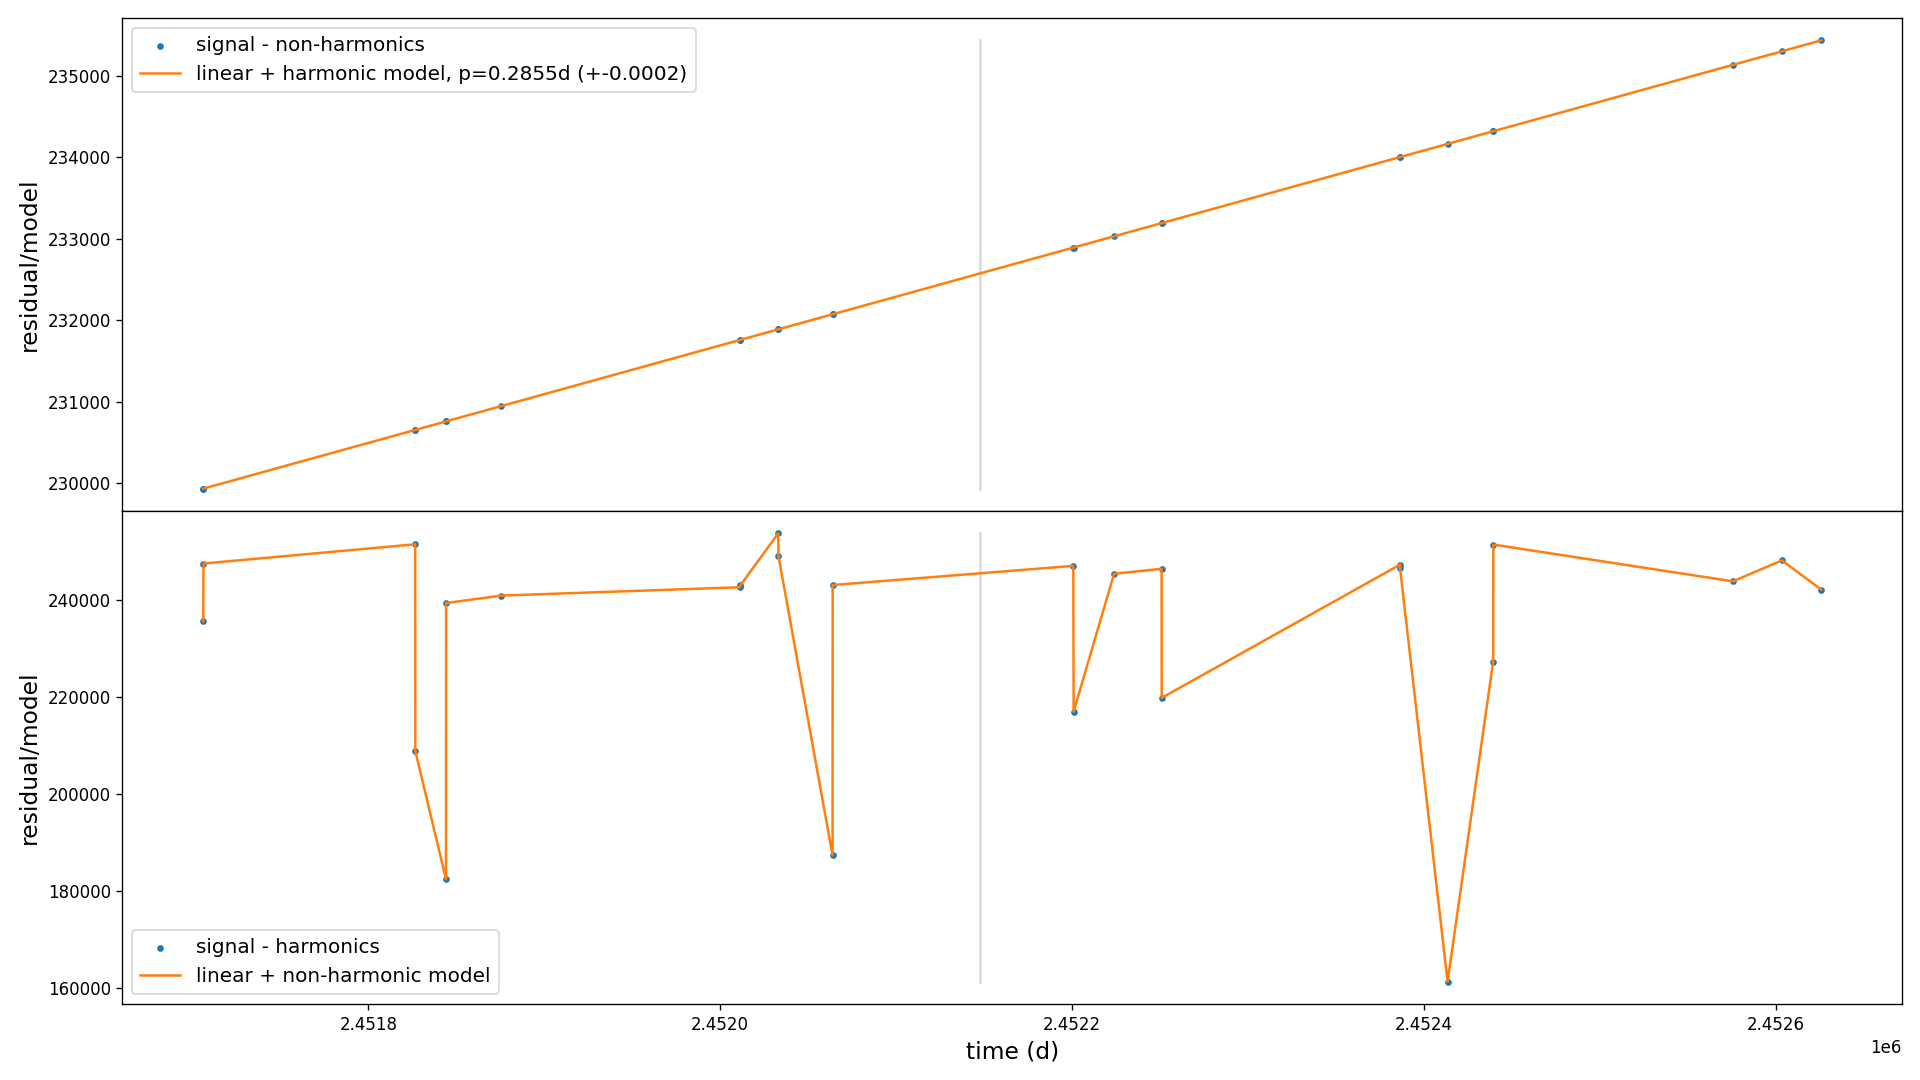 signal - non-harmonics
linear + harmonic model, p=0.2855d (+-0.0002)
235000
234000
233000
232000
231000
230000
residual/model
240000
220000
200000
180000
160000
residual/model
signal - harmonics
linear + non-harmonic model
2.4518 2.4520 2.4522 2.4524 2.4526
1e6
time (d)